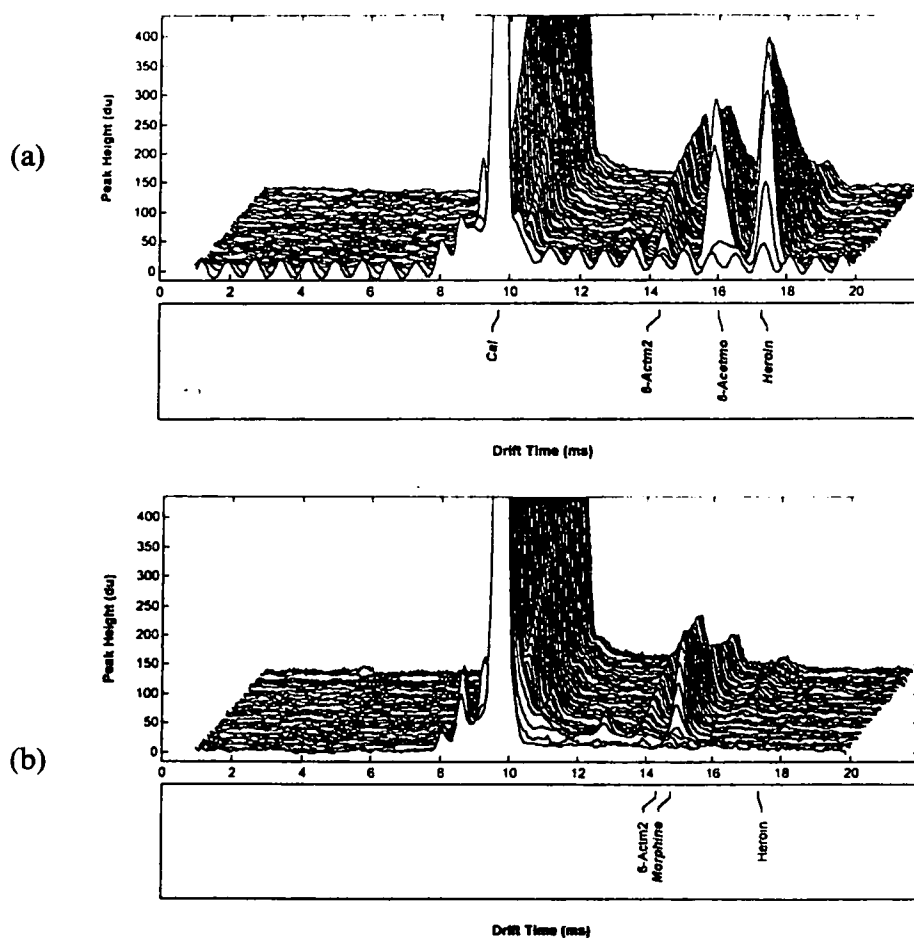 (a)
Peak Height (du)
400
350
300
250
200
150
100
50
0
0 2 4 6 8 10 12 14 16 18 20
Cal
6-Actm2
6-Acetmo
Heroin
Drift Time (ms)
(b)
Peak Height (du)
400
350
300
250
200
150
100
50
0
0 2 4 6 8 10 12 14 16 18 20
6-Actm2
Morphine
Heroin
Drift Time (ms)